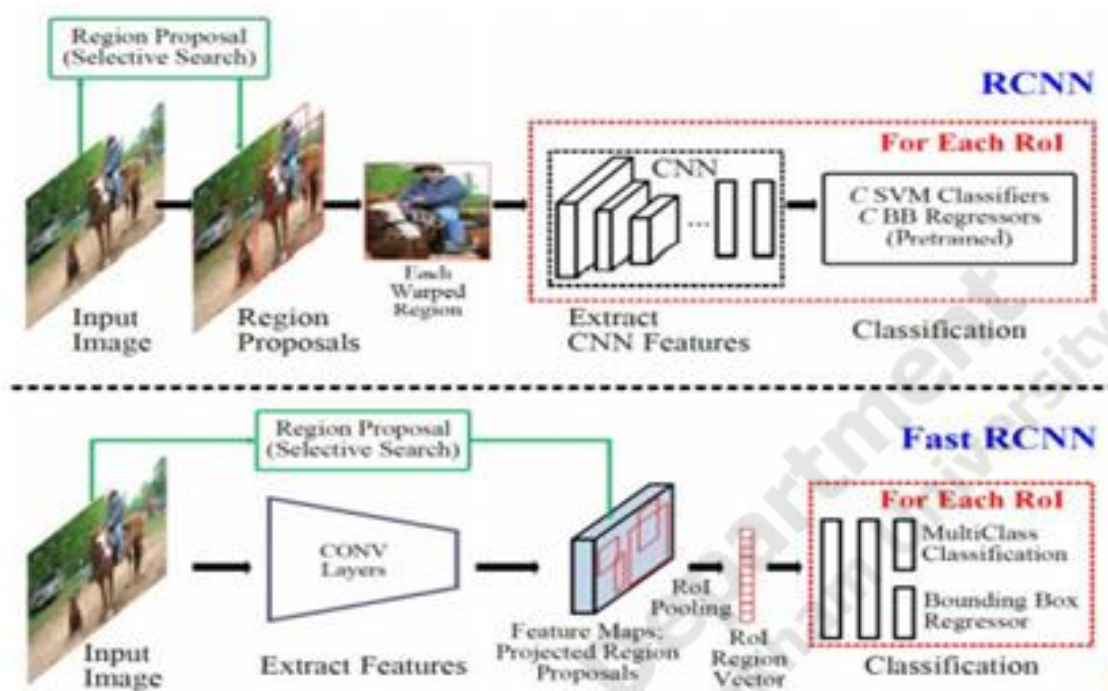 Region Proposal
(Selective Search)
RCNN
For Each RoI
CNN
...
C SVM Classifiers
C BB Regressors
(Pretrained)
Each
Warped
Region
Input
Image
Region
Proposals
Extract
CNN Features
Classification
Region Proposal
(Selective Search)
Fast RCNN
For Each RoI
CONV
Layers
MultiClass
Classification
RoI
Pooling
Bounding Box
Regressor
Input
Image
Extract Features
Feature Maps;
Projected Region
Proposals
RoI
Region
Vector
Classification
Department
University